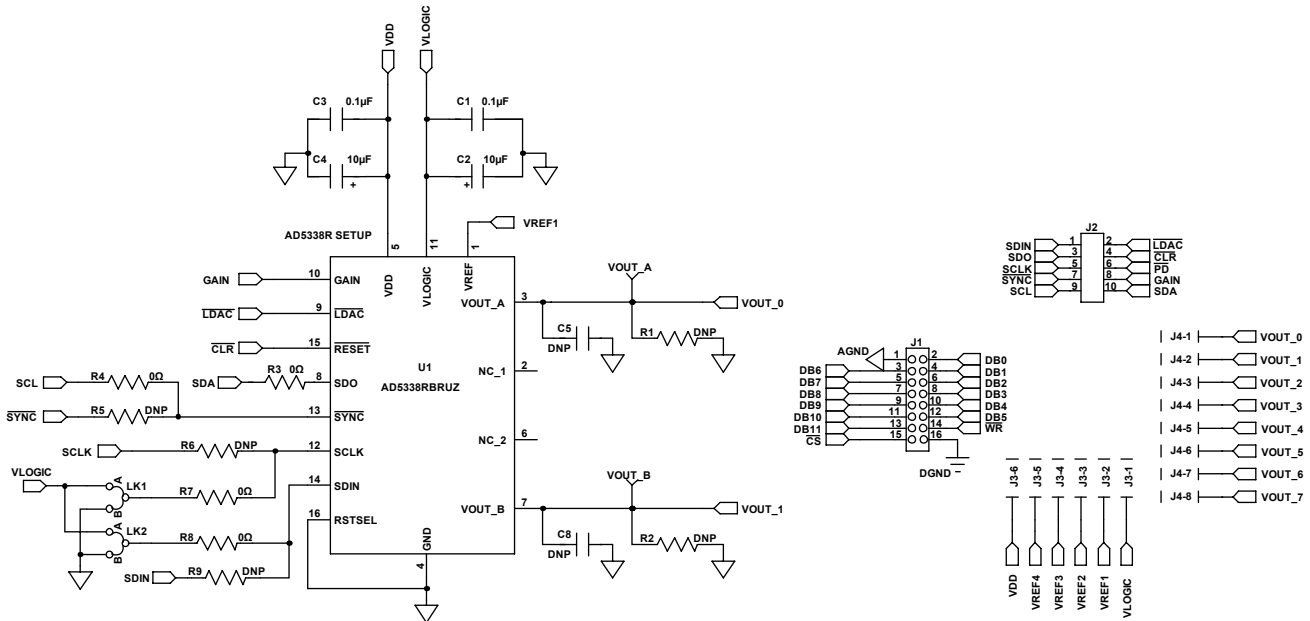 VDD
VLOGIC
C3 0.1µF
C1 0.1µF
C4 10µF
+
C2 10µF
+
VREF1
AD5338R SETUP
5
11
1
VDD
VLOGIC
VREF
GAIN 10 GAIN
LDAC 9 LDAC
CLR 15 RESET
SDA R3 0Ω 8 SDO
SCL R4 0Ω
SYNC R5 DNP 13 SYNC
SCLK R6 DNP 12 SCLK
VLOGIC
A
B
LK1
R7 0Ω
14 SDIN
16 RSTSEL
A
B
LK2
R8 0Ω
SDIN R9 DNP
U1
AD5338RBRUZ
VOUT_A 3
VOUT_A
VOUT_0
C5
DNP
R1 DNP
NC_1 2
NC_2 6
VOUT_B 7
VOUT_B
VOUT_1
C8
DNP
R2 DNP
GND
4
J2
SDIN 1 2 LDAC
SDO 3 4 CLR
SCLK 5 6 PD
SYNC 7 8 GAIN
SCL 9 10 SDA
J1
AGND 1 2 DB0
DB6 3 4 DB1
DB7 5 6 DB2
DB8 7 8 DB3
DB9 9 10 DB4
DB10 11 12 DB5
DB11 13 14 WR
CS 15 16
DGND
J4-1 VOUT_0
J4-2 VOUT_1
J4-3 VOUT_2
J4-4 VOUT_3
J4-5 VOUT_4
J4-6 VOUT_5
J4-7 VOUT_6
J4-8 VOUT_7
J3-6 VDD
J3-5 VREF4
J3-4 VREF3
J3-3 VREF2
J3-2 VREF1
J3-1 VLOGIC